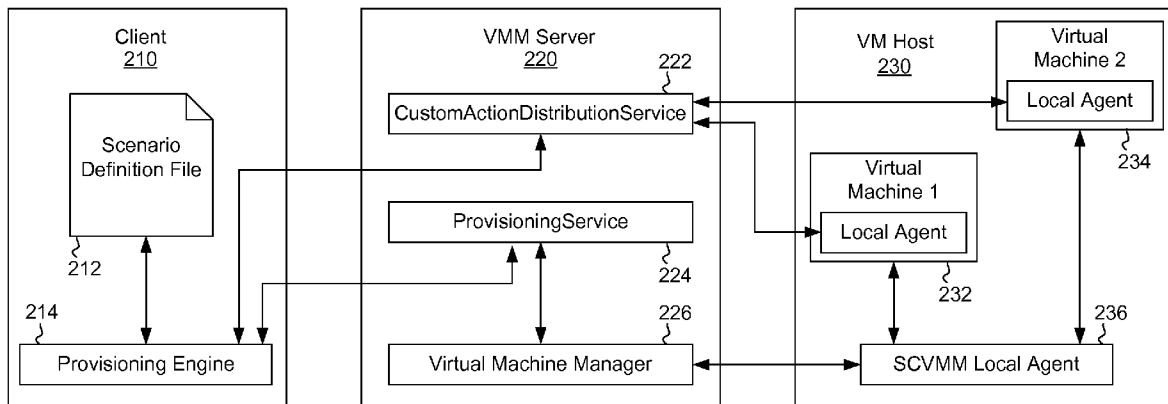 Client
210
Scenario
Definition File
212
214
Provisioning Engine
VMM Server
220
222
CustomActionDistributionService
ProvisioningService
224
226
Virtual Machine Manager
VM Host
230
Virtual
Machine 2
Local Agent
234
Virtual
Machine 1
Local Agent
232
236
SCVMM Local Agent